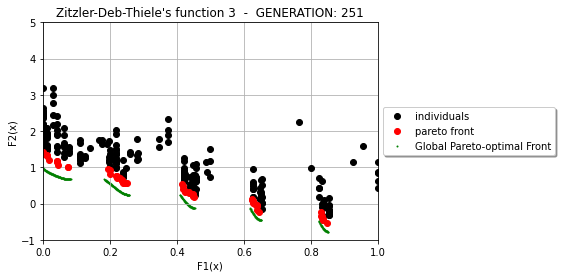 Zitzler-Deb-Thiele's function 3 - GENERATION: 251
5
4
3
2
1
0
−1
F2(x)
0.0 0.2 0.4 0.6 0.8 1.0
F1(x)
individuals
pareto front
Global Pareto-optimal Front